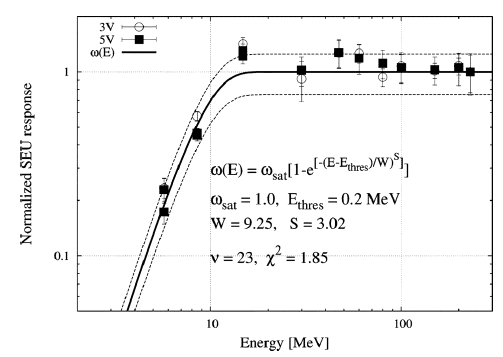 3V
5V
ω(E)
Normalized SEU response
1
0.1
ω(E) = ω_sat[1-e^[-(E-E_thres)/W)^S]]
ω_sat = 1.0, E_thres = 0.2 MeV
W = 9.25, S = 3.02
ν = 23, χ^2 = 1.85
10
100
Energy [MeV]